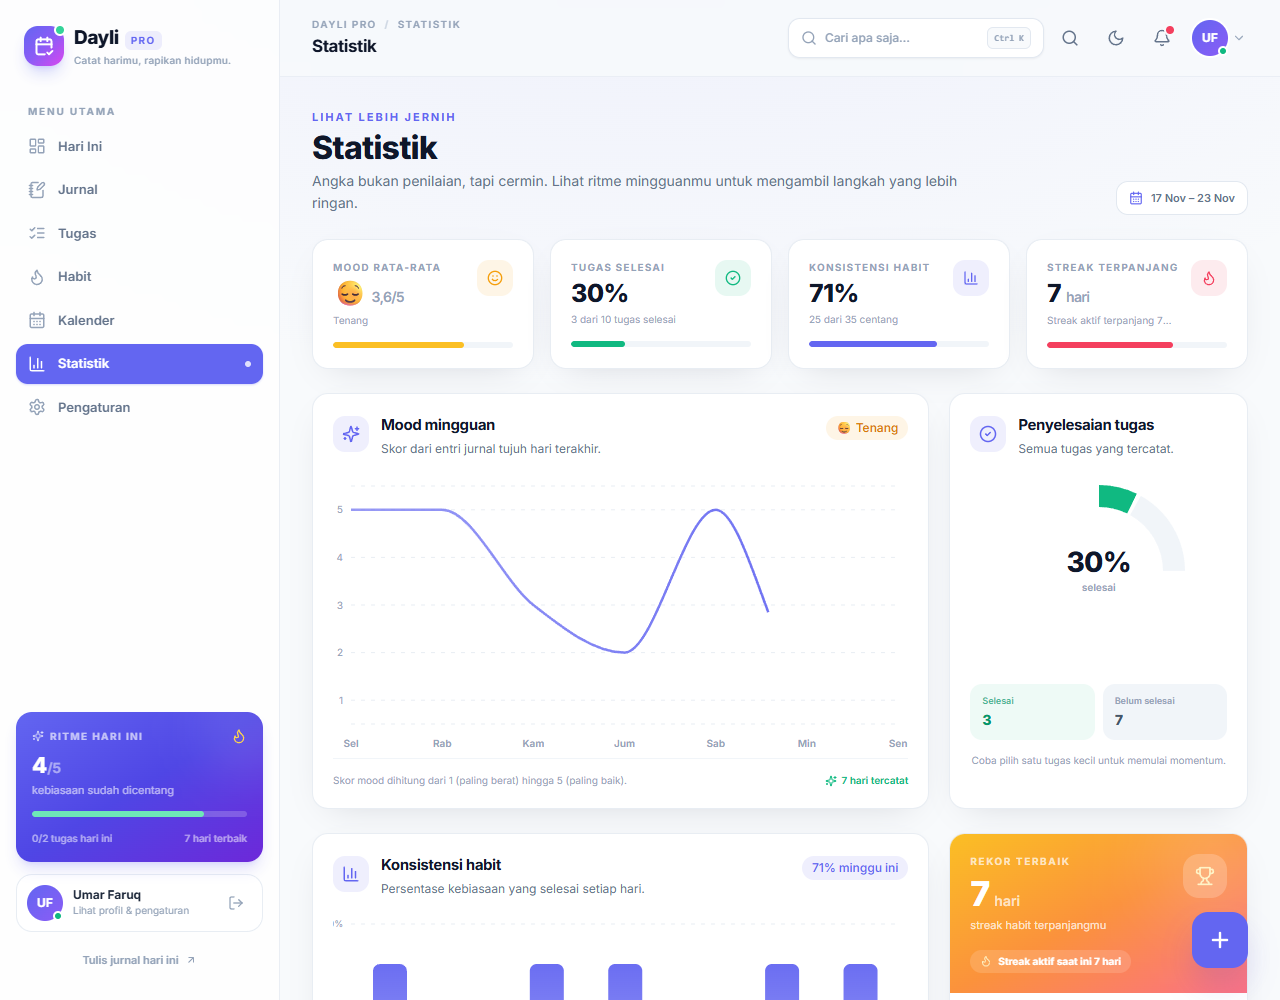 Dayli PRO
Catat harimu, rapikan hidupmu.
MENU UTAMA
Hari Ini
Jurnal
Tugas
Habit
Kalender
Statistik
Pengaturan
RITME HARI INI
4/5
kebiasaan sudah dicentang
0/2 tugas hari ini 7 hari terbaik
UF
Umar Faruq
Lihat profil & pengaturan
Tulis jurnal hari ini
DAYLI PRO / STATISTIK
Statistik
Cari apa saja... Ctrl K
UF
LIHAT LEBIH JERNIH
Statistik
Angka bukan penilaian, tapi cermin. Lihat ritme mingguanmu untuk mengambil langkah yang lebih
ringan.
17 Nov – 23 Nov
MOOD RATA-RATA
3,6/5
Tenang
TUGAS SELESAI
30%
3 dari 10 tugas selesai
KONSISTENSI HABIT
71%
25 dari 35 centang
STREAK TERPANJANG
7 hari
Streak aktif terpanjang 7...
Mood mingguan
Skor dari entri jurnal tujuh hari terakhir.
Tenang
5
4
3
2
1
Sel Rab Kam Jum Sab Min Sen
Skor mood dihitung dari 1 (paling berat) hingga 5 (paling baik).
7 hari tercatat
Penyelesaian tugas
Semua tugas yang tercatat.
30%
selesai
Selesai
3
Belum selesai
7
Coba pilih satu tugas kecil untuk memulai momentum.
Konsistensi habit
Persentase kebiasaan yang selesai setiap hari.
71% minggu ini
%
REKOR TERBAIK
7 hari
streak habit terpanjangmu
Streak aktif saat ini 7 hari